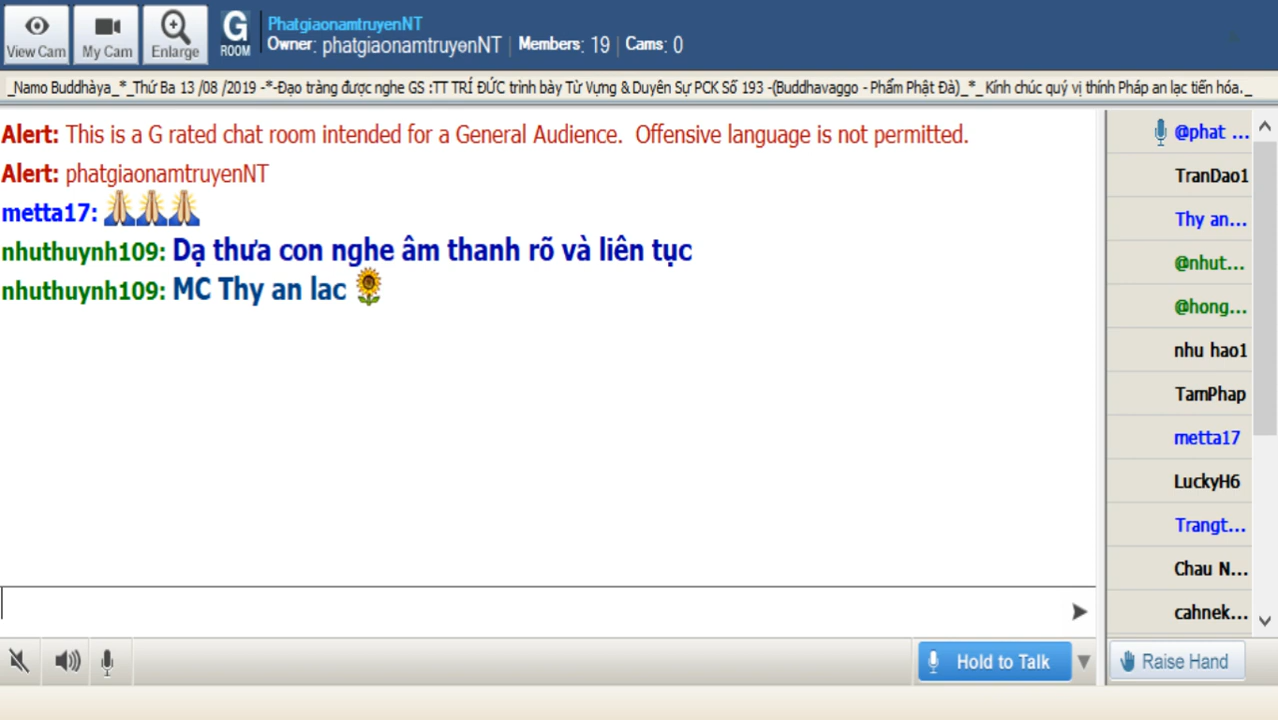 View Cam
My Cam
Enlarge
G
ROOM
PhatgiaonamtruyenNT
Owner: phatgiaonamtruyenNT | Members: 19 | Cams: 0
_Namo Buddhàya_*_Thứ Ba 13 /08 /2019 -*-Đạo tràng được nghe GS :TT TRÍ ĐỨC trình bày Từ Vựng & Duyên Sự PCK Số 193 -(Buddhavaggo - Phẩm Phật Đà)_*_ Kính chúc quý vị thính Pháp an lạc tiến hóa._
Alert: This is a G rated chat room intended for a General Audience. Offensive language is not permitted.
Alert: phatgiaonamtruyenNT
metta17:
nhuthuynh109: Dạ thưa con nghe âm thanh rõ và liên tục
nhuthuynh109: MC Thy an lac
@phat ...
TranDao1
Thy an...
@nhut...
@hong...
nhu hao1
TamPhap
metta17
LuckyH6
Trangt...
Chau N...
cahnek...
Hold to Talk
Raise Hand